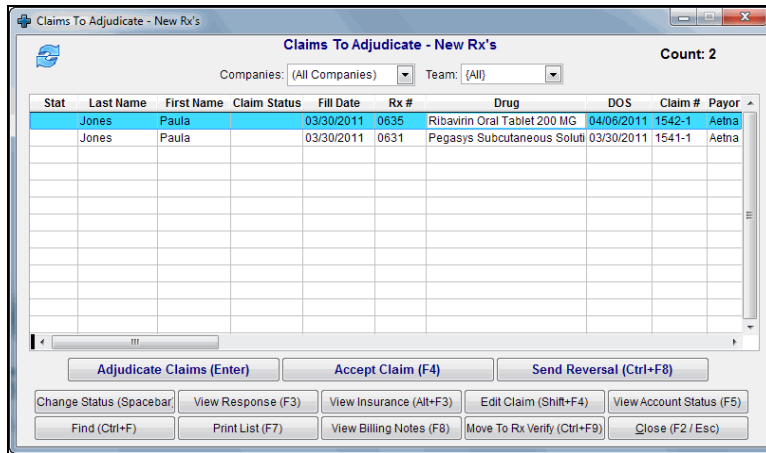 Claims To Adjudicate - New Rx's
Claims To Adjudicate - New Rx's
Count: 2
Companies: (All Companies) Team: {All}
Stat Last Name First Name Claim Status Fill Date Rx # Drug DOS Claim # Payor
Jones Paula 03/30/2011 0635 Ribavirin Oral Tablet 200 MG 04/06/2011 1542-1 Aetna
Jones Paula 03/30/2011 0631 Pegasys Subcutaneous Soluti 03/30/2011 1541-1 Aetna
Adjudicate Claims (Enter) Accept Claim (F4) Send Reversal (Ctrl+F8)
Change Status (Spacebar) View Response (F3) View Insurance (Alt+F3) Edit Claim (Shift+F4) View Account Status (F5)
Find (Ctrl+F) Print List (F7) View Billing Notes (F8) Move To Rx Verify (Ctrl+F9) Close (F2 / Esc)